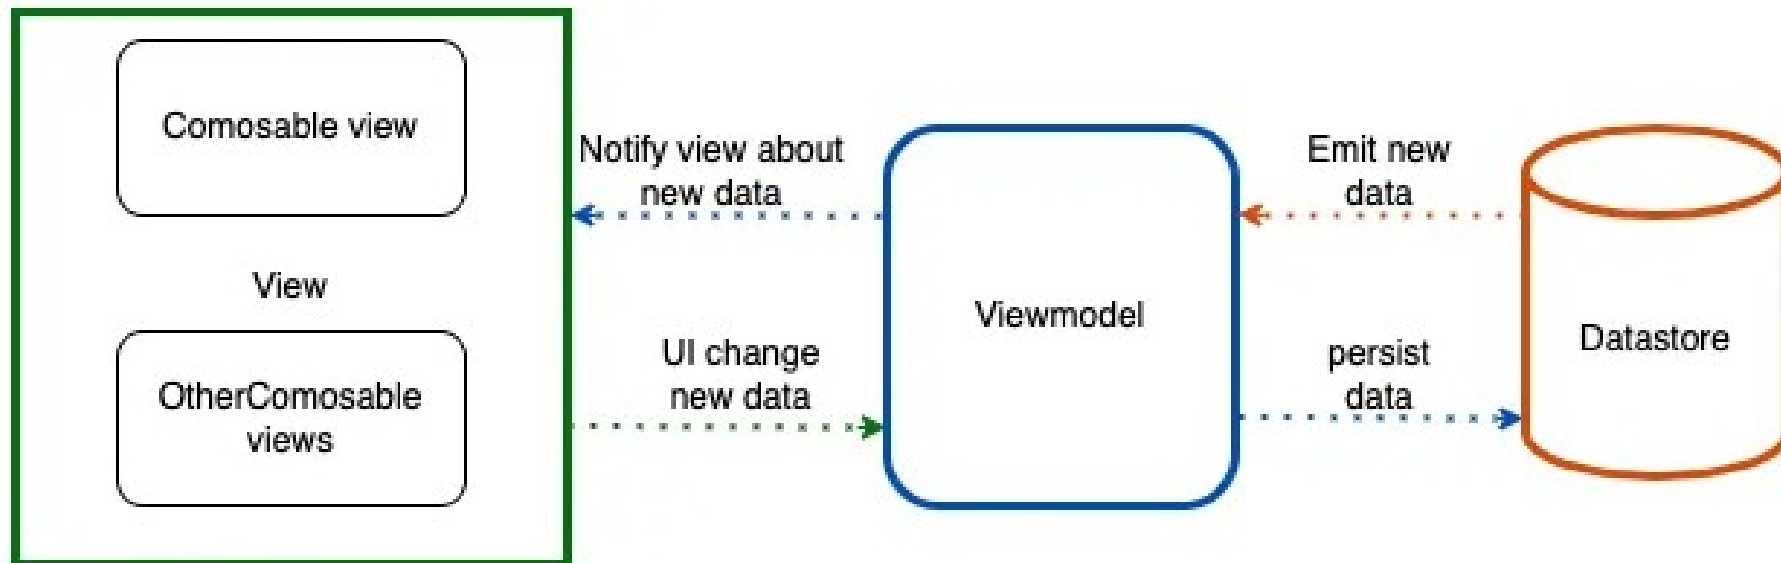 Comosable view
View
OtherComosable
views
Notify view about
new data
UI change
new data
Viewmodel
Emit new
data
persist
data
Datastore